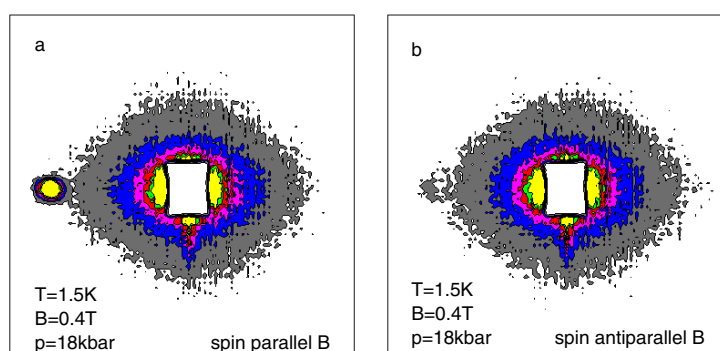 a
T=1.5K
B=0.4T
p=18kbar spin parallel B
b
T=1.5K
B=0.4T
p=18kbar spin antiparallel B